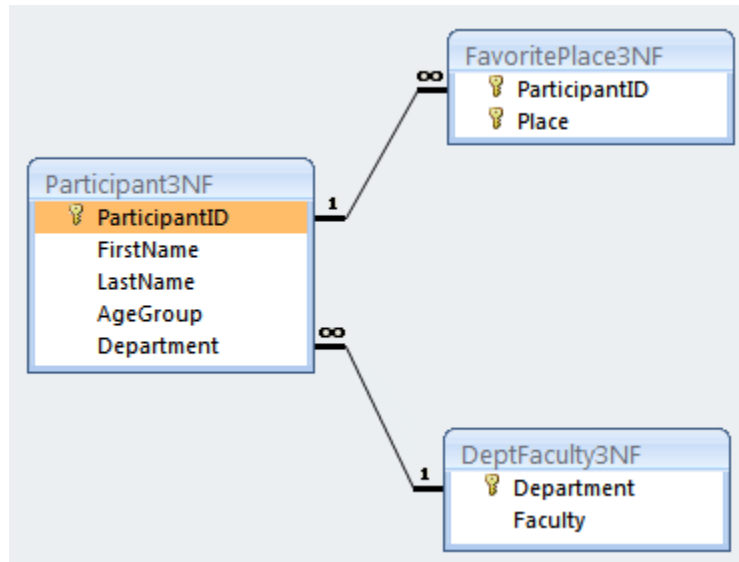 FavoritePlace3NF
ParticipantID
Place
∞
1
Participant3NF
ParticipantID
FirstName
LastName
AgeGroup
Department
∞
1
DeptFaculty3NF
Department
Faculty